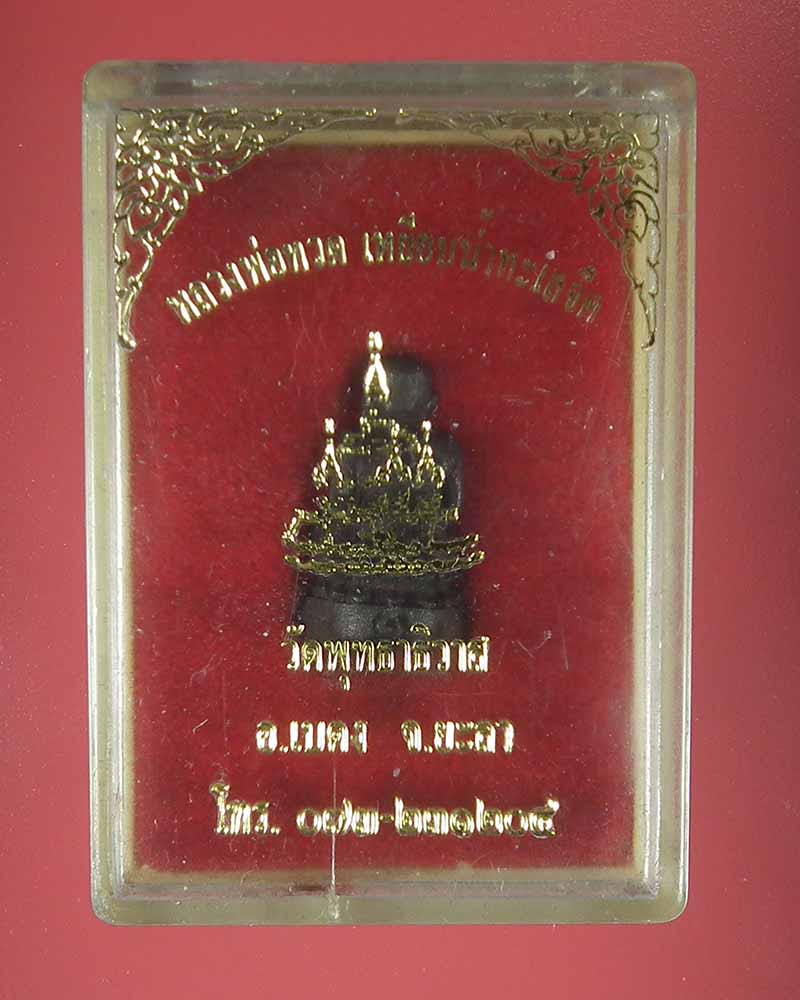 หลวงพ่อทวด เหยียบน้ำทะเลจืด
วัดพุทธาธิวาส
อ.เบตง จ.ยะลา
โทร. ๐๗๓-๒๓๑๒๐๕